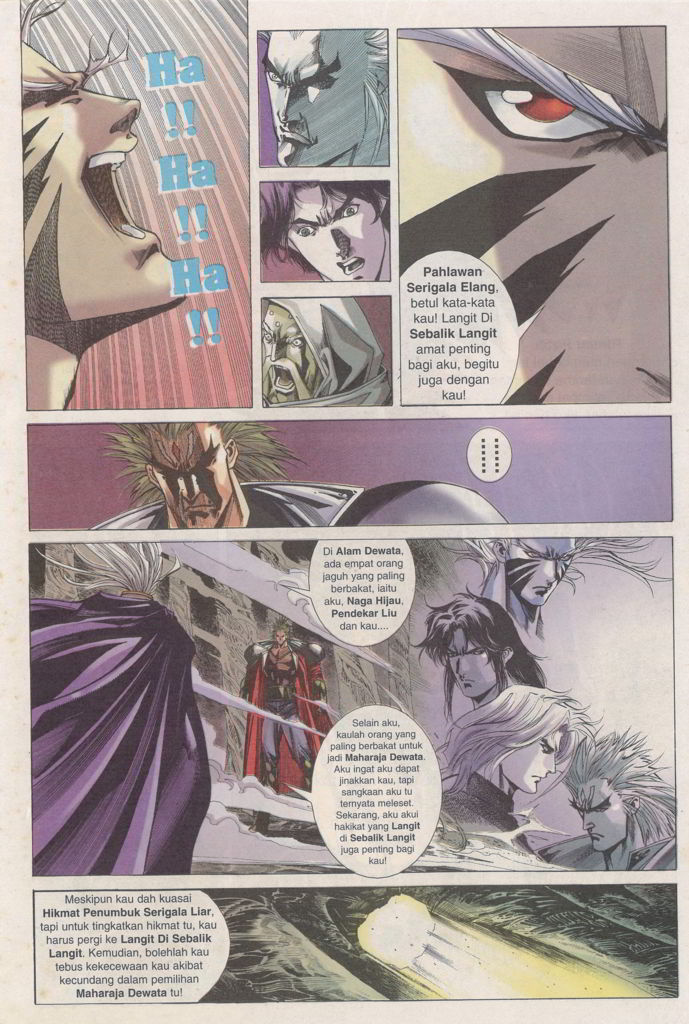 Ha
!!
Ha
!!
Ha
!!
Pahlawan
Serigala Elang,
betul kata-kata
kau! Langit Di
Sebalik Langit
amat penting
bagi aku, begitu
juga dengan
kau!
Di Alam Dewata,
ada empat orang
jaguh yang paling
berbakat, iaitu
aku, Naga Hijau,
Pendekar Liu
dan kau....
Selain aku,
kaulah orang yang
paling berbakat untuk
jadi Maharaja Dewata.
Aku ingat aku dapat
jinakkan kau, tapi
sangkaan aku tu
ternyata meleset.
Sekarang, aku akui
hakikat yang Langit
di Sebalik Langit
juga penting bagi
kau!
Meskipun kau dah kuasai
Hikmat Penumbuk Serigala Liar,
tapi untuk tingkatkan hikmat tu, kau
harus pergi ke Langit Di Sebalik
Langit. Kemudian, bolehlah kau
tebus kekecewaan kau akibat
kecundang dalam pemilihan
Maharaja Dewata tu!